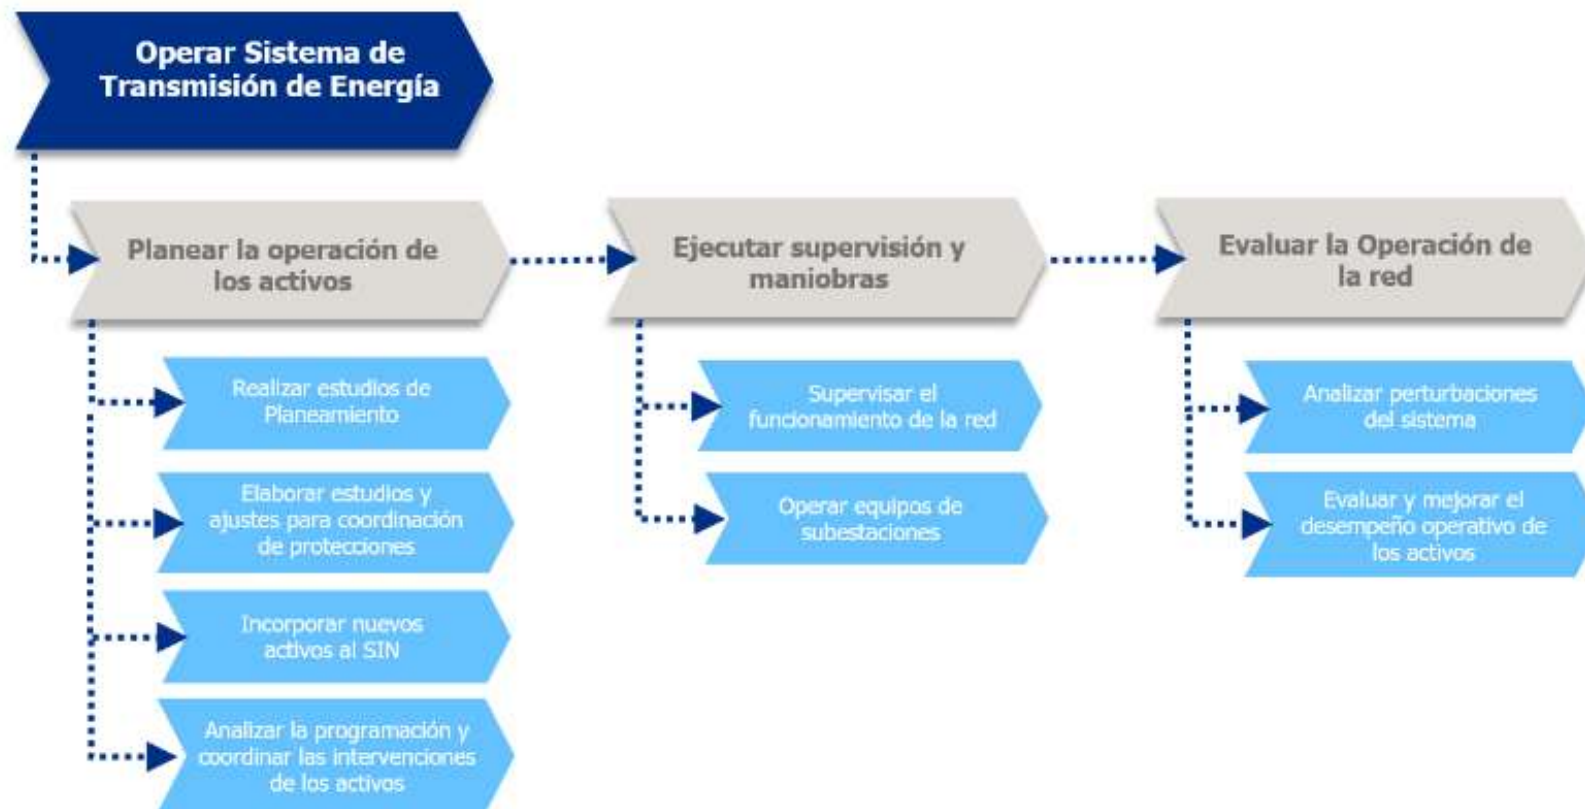 Operar Sistema de
Transmisión de Energía
Planear la operación de
los activos
Ejecutar supervisión y
maniobras
Evaluar la Operación de
la red
Realizar estudios de
Planeamiento
Elaborar estudios y
ajustes para coordinación
de protecciones
Incorporar nuevos
activos al SIN
Analizar la programación y
coordinar las intervenciones
de los activos
Supervisar el
funcionamiento de la red
Operar equipos de
subestaciones
Analizar perturbaciones
del sistema
Evaluar y mejorar el
desempeño operativo de
los activos